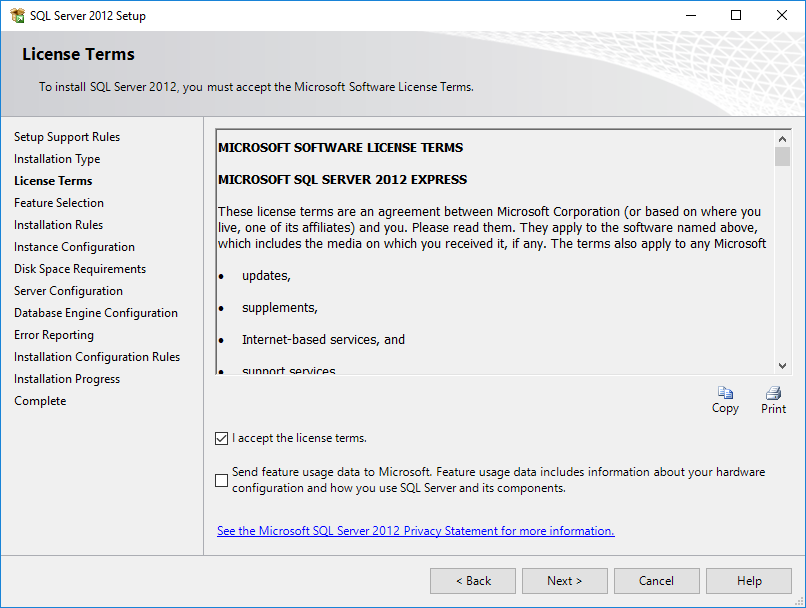 SQL Server 2012 Setup
License Terms
To install SQL Server 2012, you must accept the Microsoft Software License Terms.
Setup Support Rules
Installation Type
License Terms
Feature Selection
Installation Rules
Instance Configuration
Disk Space Requirements
Server Configuration
Database Engine Configuration
Error Reporting
Installation Configuration Rules
Installation Progress
Complete
MICROSOFT SOFTWARE LICENSE TERMS
MICROSOFT SQL SERVER 2012 EXPRESS
These license terms are an agreement between Microsoft Corporation (or based on where you
live, one of its affiliates) and you. Please read them. They apply to the software named above,
which includes the media on which you received it, if any. The terms also apply to any Microsoft
• updates,
• supplements,
• Internet-based services, and
• support services
Copy
Print
I accept the license terms.
Send feature usage data to Microsoft. Feature usage data includes information about your hardware
configuration and how you use SQL Server and its components.
See the Microsoft SQL Server 2012 Privacy Statement for more information.
< Back
Next >
Cancel
Help